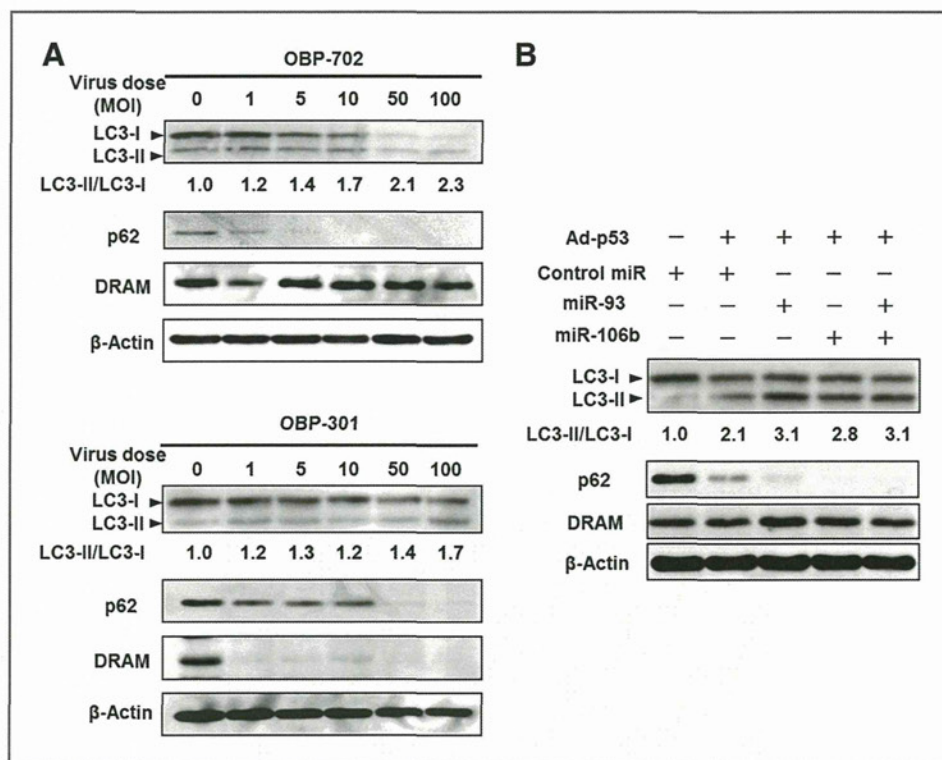 A
OBP-702
Virus dose
(MOI)
0 1 5 10 50 100
LC3-I
LC3-II
LC3-II/LC3-I 1.0 1.2 1.4 1.7 2.1 2.3
p62
DRAM
β-Actin
OBP-301
Virus dose
(MOI)
0 1 5 10 50 100
LC3-I
LC3-II
LC3-II/LC3-I 1.0 1.2 1.3 1.2 1.4 1.7
p62
DRAM
β-Actin
B
Ad-p53 − + + + +
Control miR + + − − −
miR-93 − − + − +
miR-106b − − − + +
LC3-I
LC3-II
LC3-II/LC3-I 1.0 2.1 3.1 2.8 3.1
p62
DRAM
β-Actin